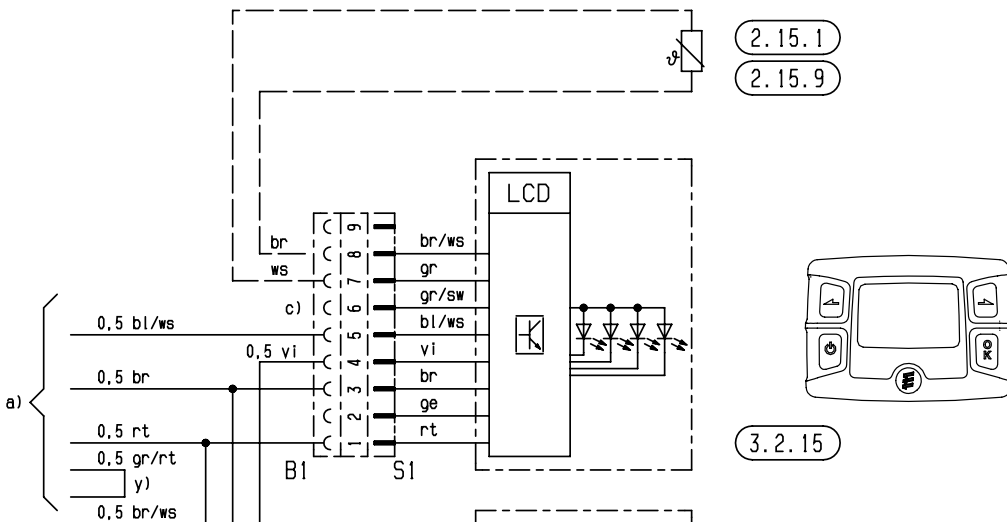 2.15.1
ϑ
2.15.9
LCD
9
br 8 br/ws
ws 7 gr
c) 6 gr/sw
0,5 bl/ws 5 bl/ws
0,5 vi 4 vi
0,5 br 3 br
a)
2 ge
0,5 rt 1 rt
0,5 gr/rt
B1 S1
y)
0,5 br/ws
OK
3.2.15